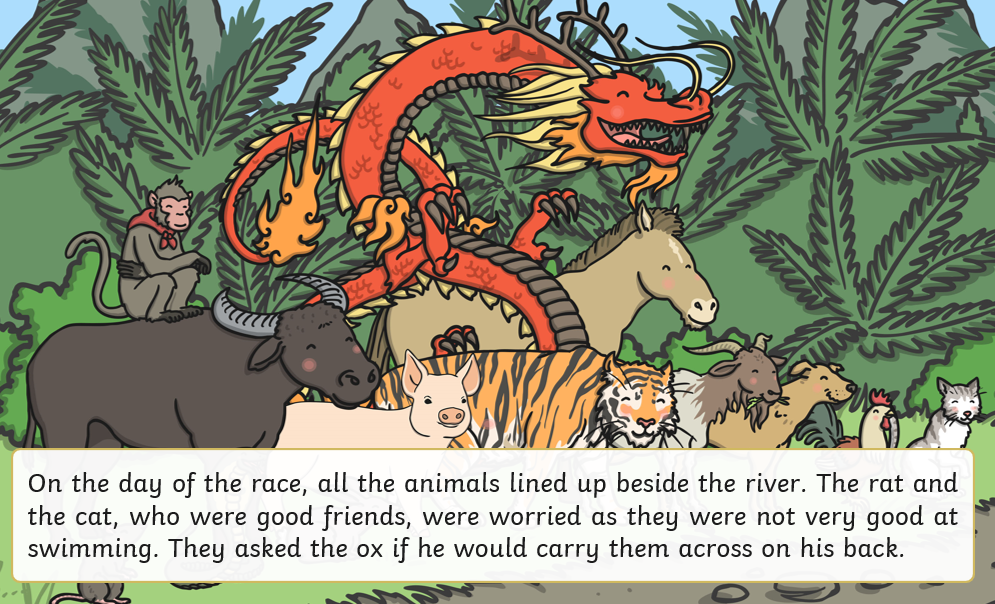 On the day of the race, all the animals lined up beside the river. The rat and
the cat, who were good friends, were worried as they were not very good at
swimming. They asked the ox if he would carry them across on his back.